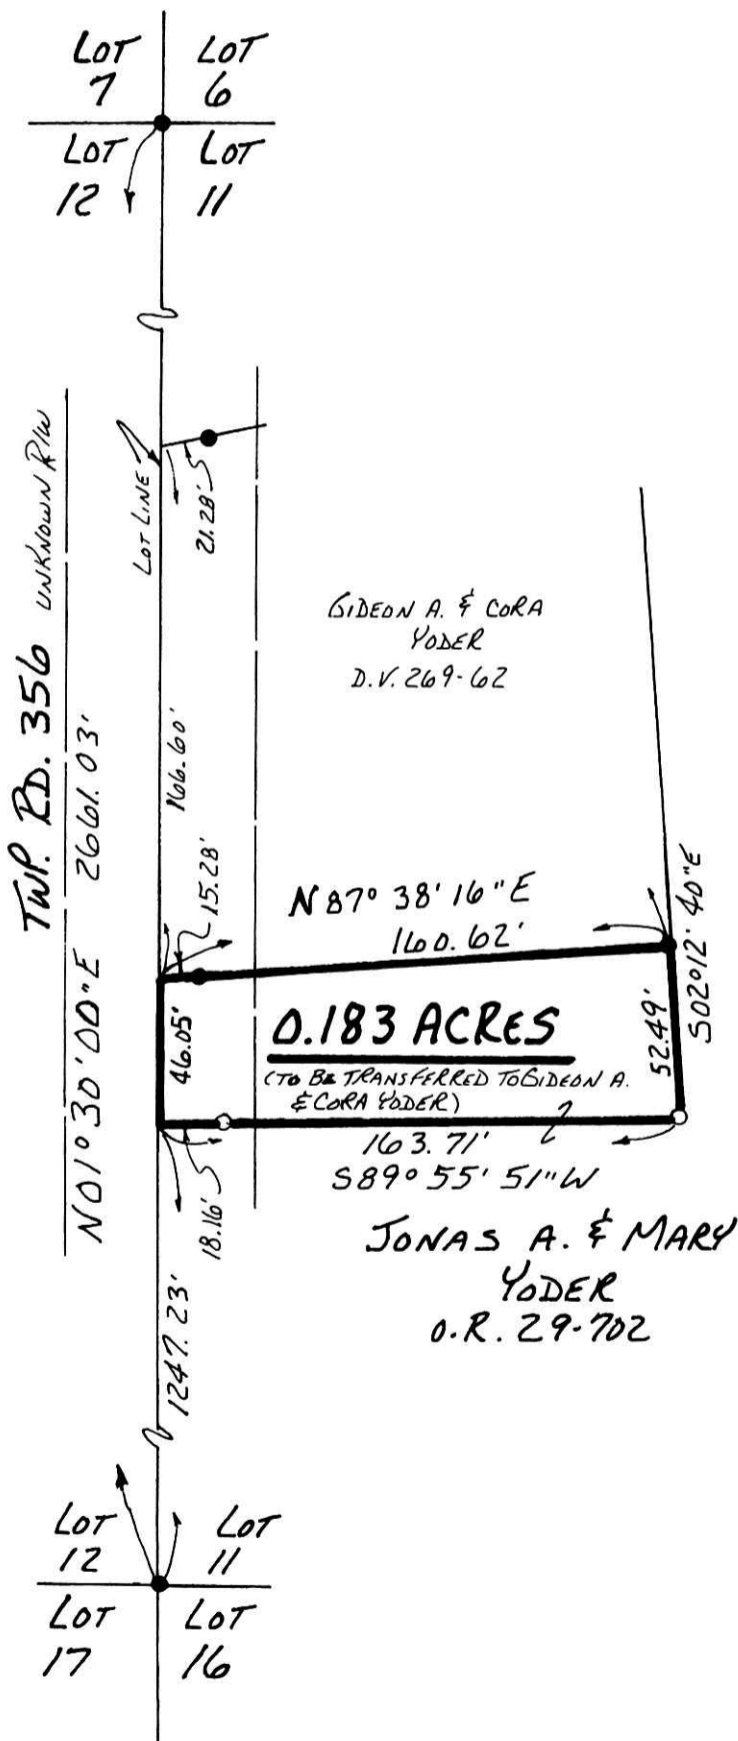 LOT LOT
7 6
LOT LOT
12 11
LOT LINE
21.28'
TWP. RD. 356 UNKNOWN R/W
N01°30'00"E 2661.03'
GIDEON A. & CORA
YODER
D.V. 269-62
166.60'
15.28'
N87°38'16"E
160.62'
S02°12'40"E
52.49'
46.05'
0.183 ACRES
(TO BE TRANSFERRED TO GIDEON A.
& CORA YODER)
163.71'
S89°55'51"W
18.16'
JONAS A. & MARY
YODER
O.R. 29-702
1247.23'
LOT LOT
12 11
LOT LOT
17 16